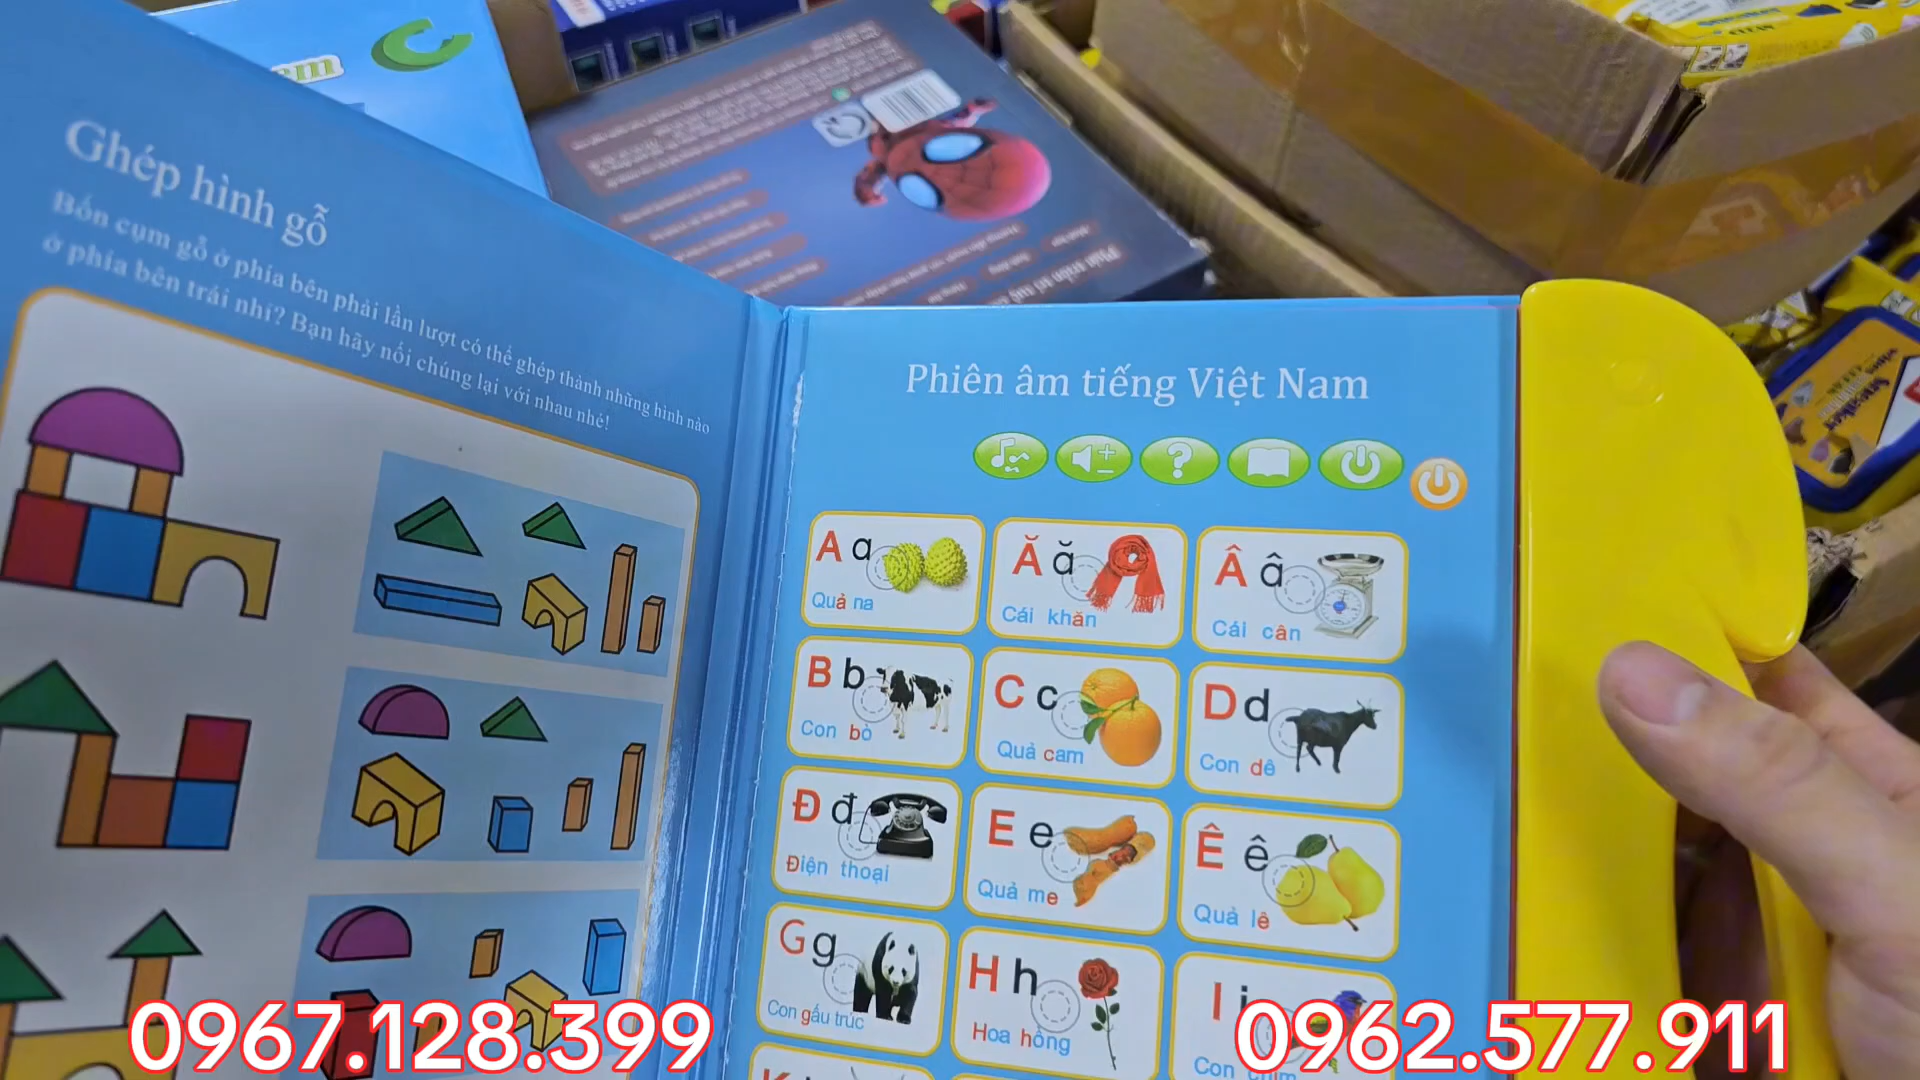 em
Ghép hình gỗ
Bốn cụm gỗ ở phía bên phải lần lượt có thể ghép thành những hình nào
ở phía bên trái nhỉ? Bạn hãy nối chúng lại với nhau nhé!
Phiên âm tiếng Việt Nam
A a
Quả na
Ă ă
Cái khăn
Â â
Cái cân
B b
Con bò
C c
Quả cam
D d
Con dê
Đ đ
Điện thoại
E e
Quả me
Ê ê
Quả lê
G g
Con gấu trúc
H h
Hoa hồng
I i
Con chim
K
0967.128.399
0962.577.911